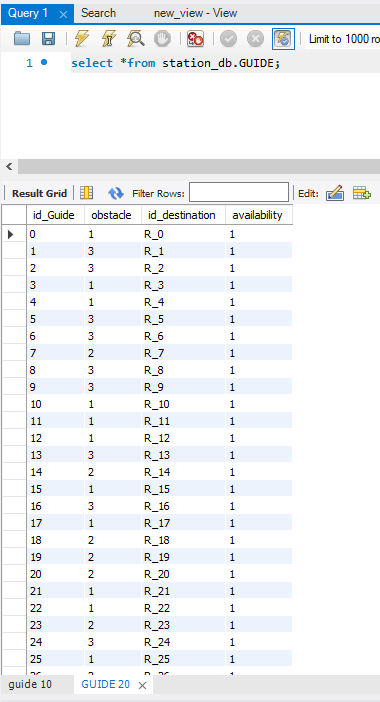 Query 1 Search new_view - View
Limit to 1000 ro
1 select *from station_db.GUIDE;
Result Grid Filter Rows: Edit:
id_Guide obstacle id_destination availability
0 1 R_0 1
1 3 R_1 1
2 3 R_2 1
3 1 R_3 1
4 1 R_4 1
5 3 R_5 1
6 3 R_6 1
7 2 R_7 1
8 3 R_8 1
9 3 R_9 1
10 1 R_10 1
11 1 R_11 1
12 1 R_12 1
13 3 R_13 1
14 2 R_14 1
15 1 R_15 1
16 3 R_16 1
17 1 R_17 1
18 2 R_18 1
19 2 R_19 1
20 2 R_20 1
21 1 R_21 1
22 1 R_22 1
23 2 R_23 1
24 3 R_24 1
25 1 R_25 1
guide 10 GUIDE 20